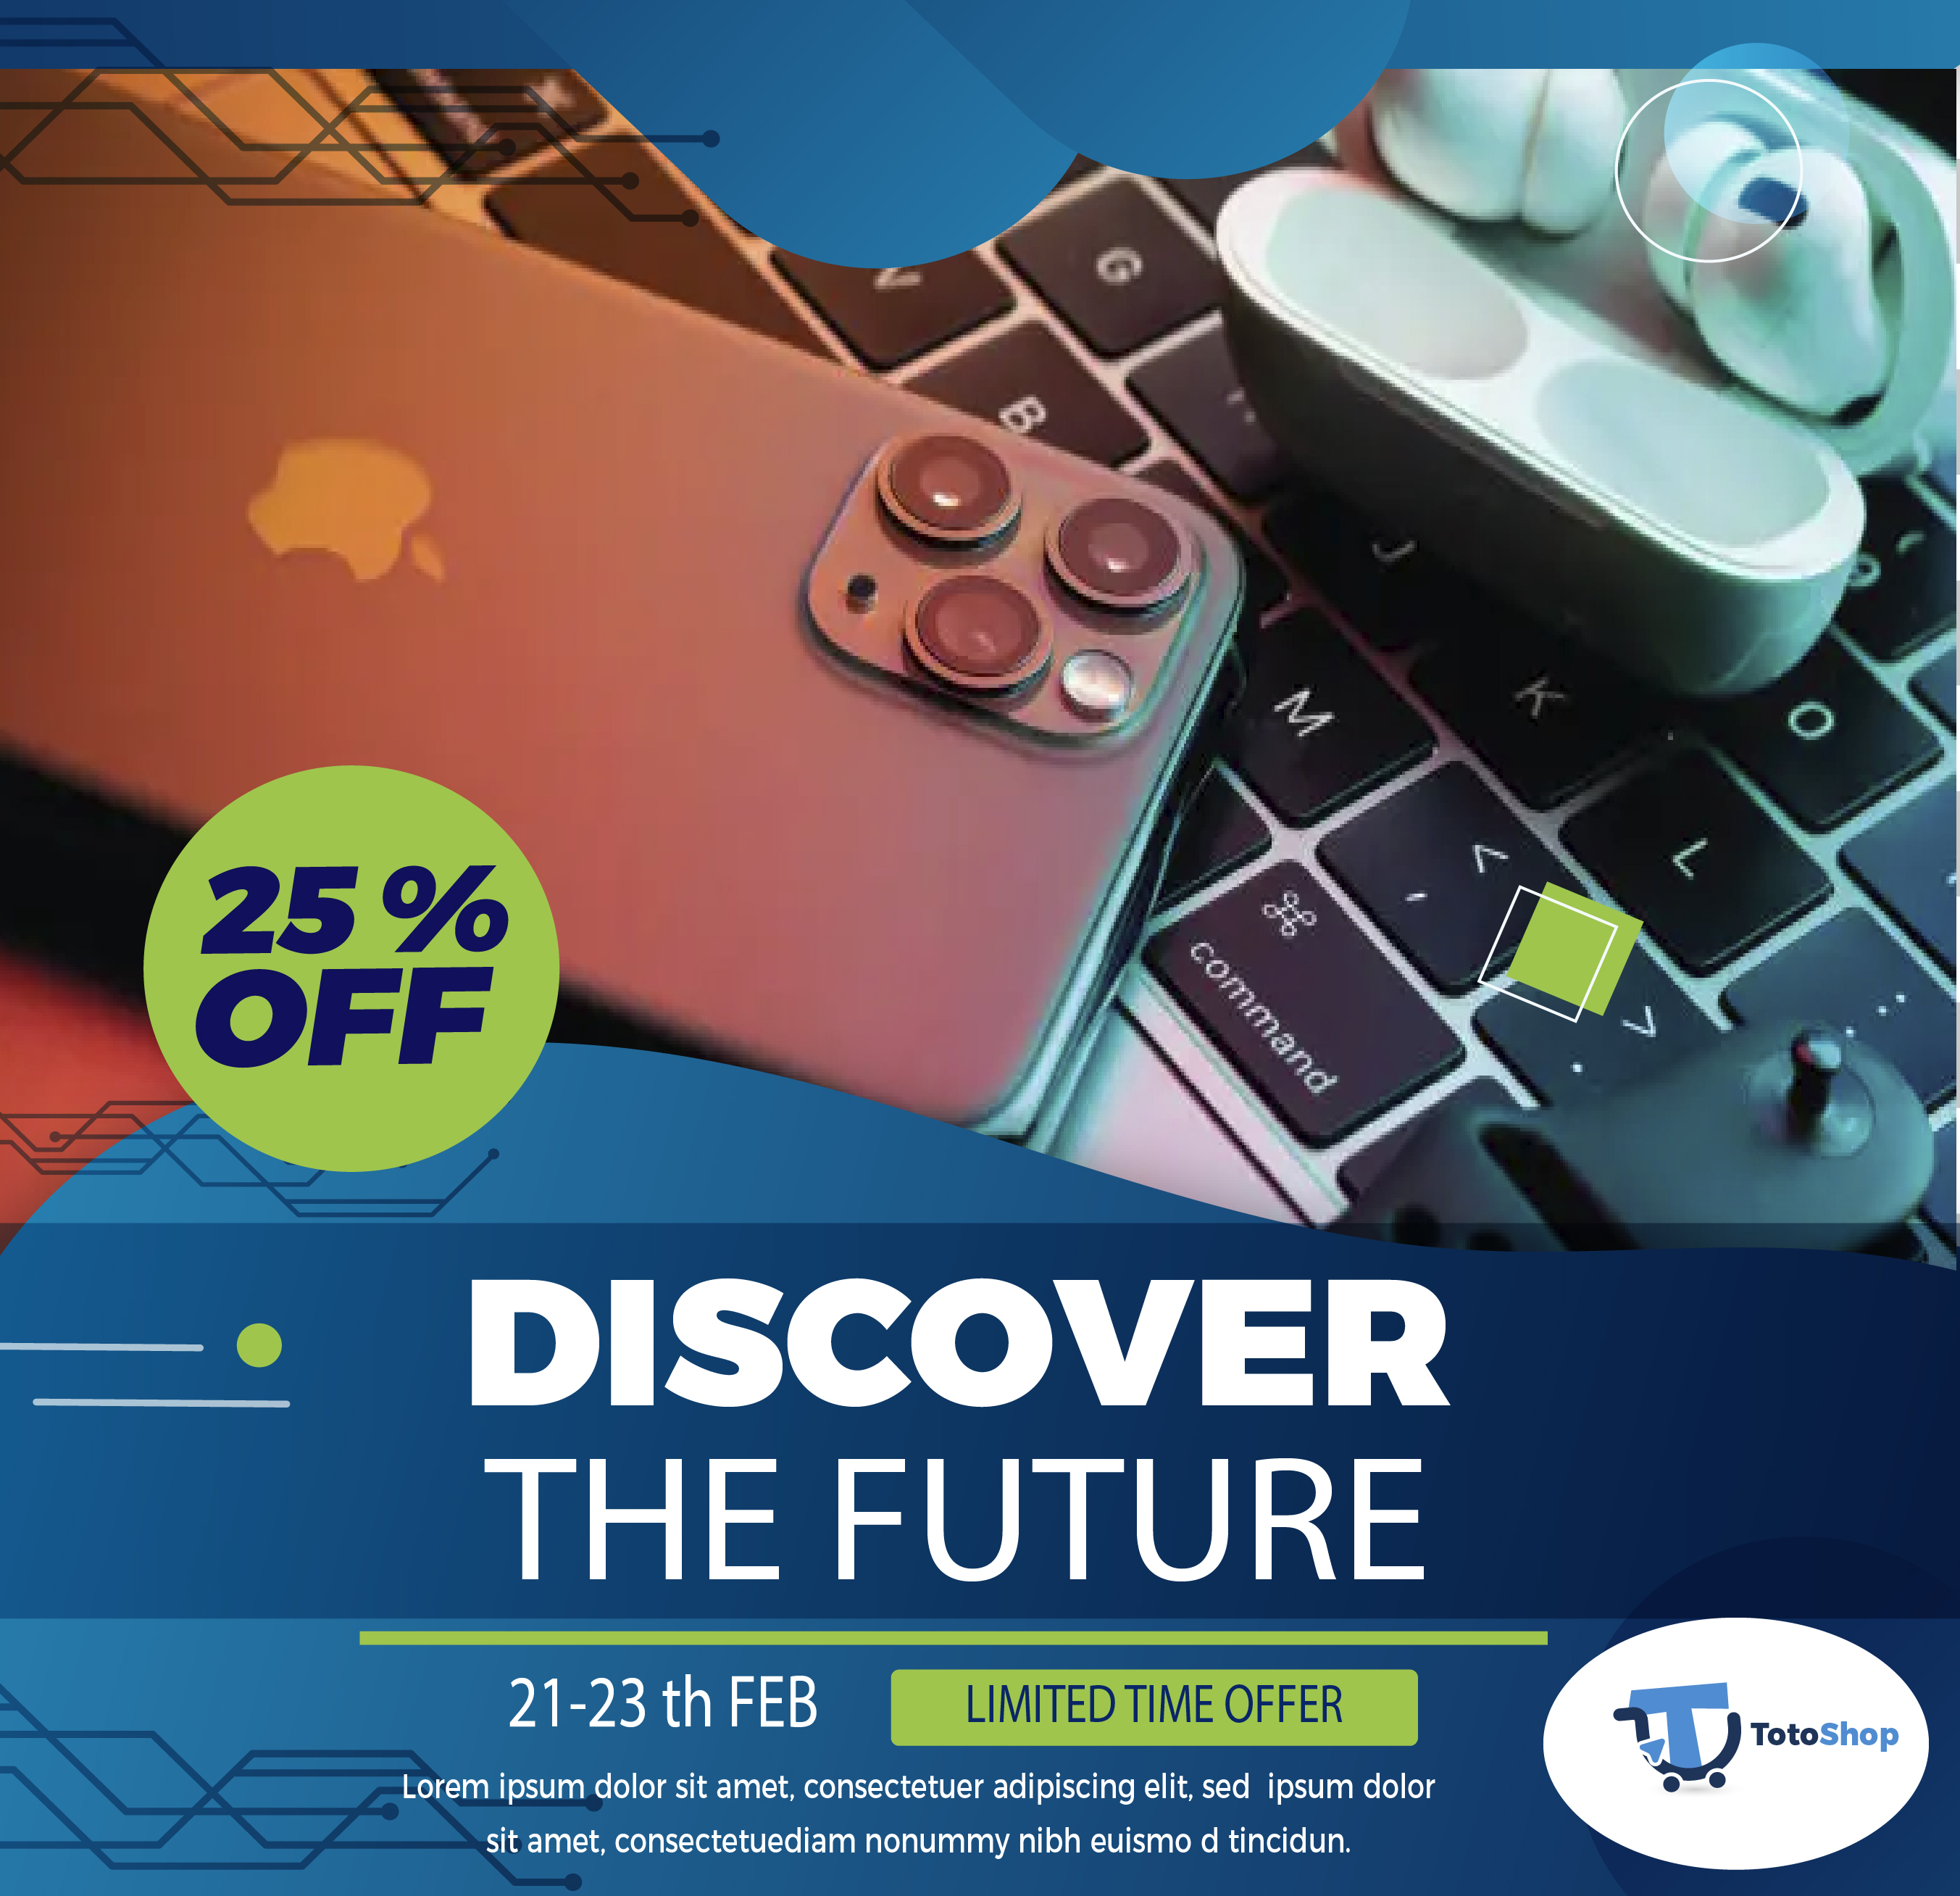 N
G
B
J
M
K
O
L
<
,
⌘
command
>
.
25 %
OFF
DISCOVER
THE FUTURE
21-23 th FEB
LIMITED TIME OFFER
TotoShop
Lorem ipsum dolor sit amet, consectetuer adipiscing elit, sed ipsum dolor
sit amet, consectetuediam nonummy nibh euismo d tincidun.